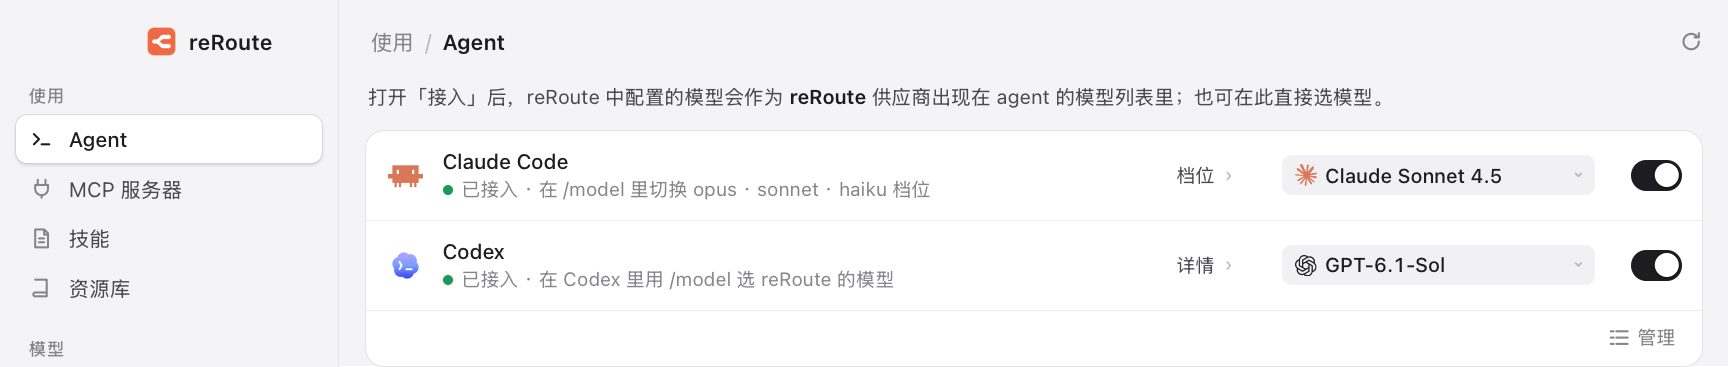 reRoute
使用
Agent
MCP 服务器
技能
资源库
模型
使用 / Agent
打开「接入」后，reRoute 中配置的模型会作为 reRoute 供应商出现在 agent 的模型列表里；也可在此直接选模型。
Claude Code
已接入 · 在 /model 里切换 opus · sonnet · haiku 档位
档位 ›
Claude Sonnet 4.5
Codex
已接入 · 在 Codex 里用 /model 选 reRoute 的模型
详情 ›
GPT-6.1-Sol
管理